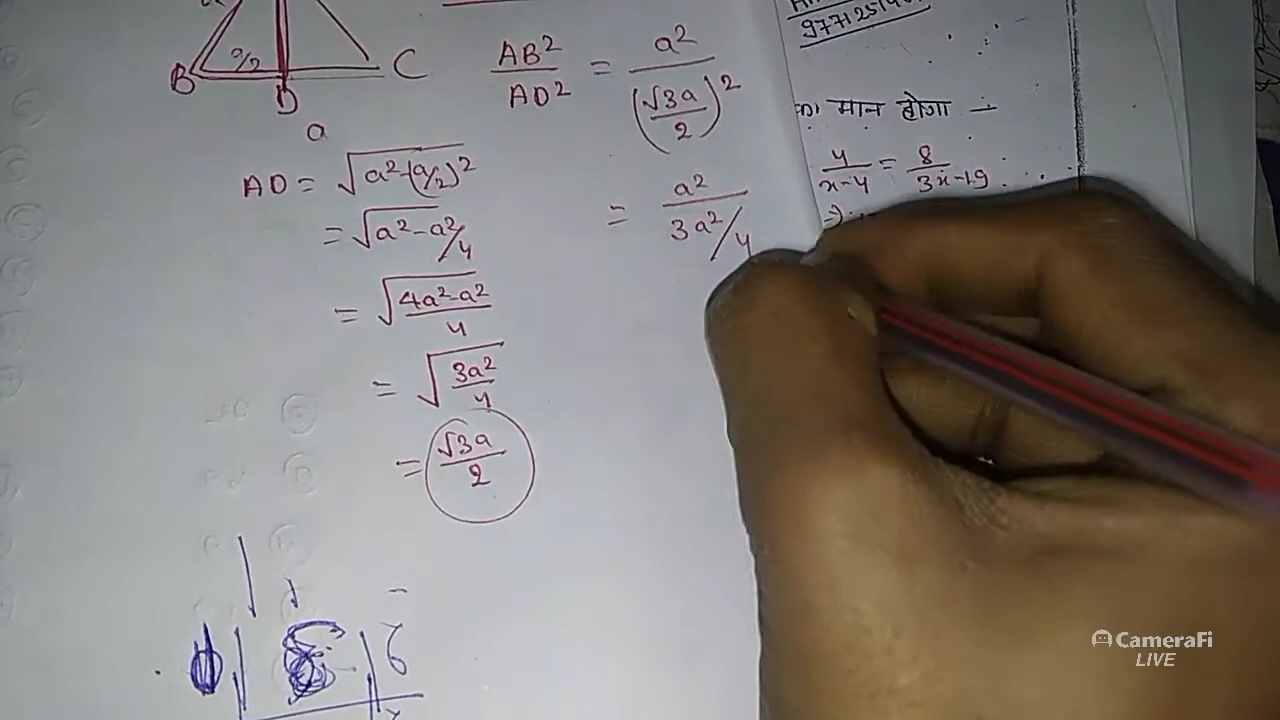 B a/2 C
D
a
AD = √a²-(a/2)²
= √a²-a²/4
= √4a²-a²/4
= √3a²/4
= √3a/2
AB²/AD² = a²/(√3a/2)²
= a²/3a²/4
का मान होगा -
4/x-4 = 8/3x-19
⇒
CameraFi
LIVE